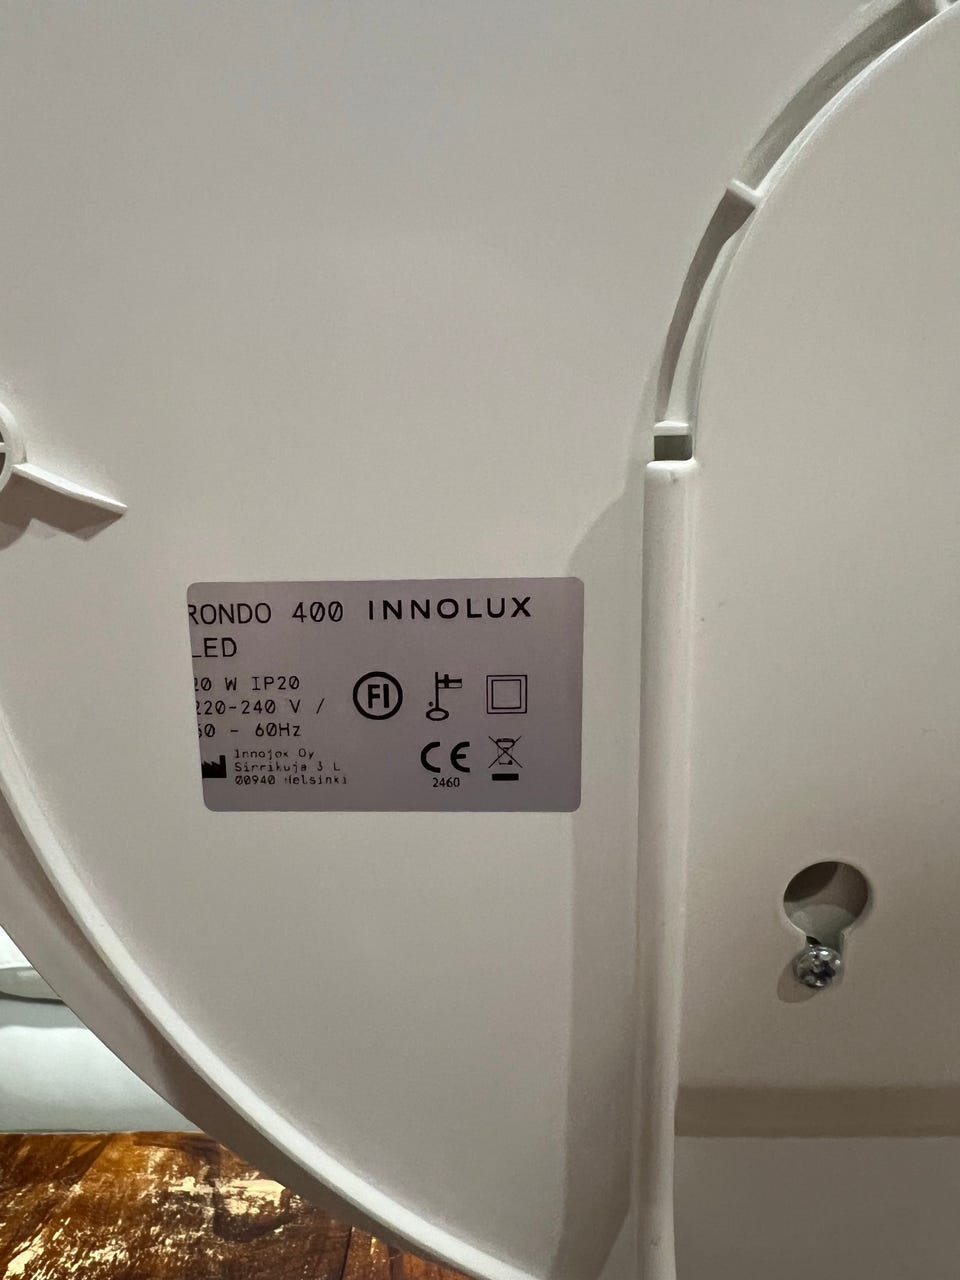 RONDO 400 INNOLUX
LED
20 W IP20
220-240 V /
50 - 60Hz
FI
Innojok Oy
Sirrikuja 3 L
00940 Helsinki
CE
2460